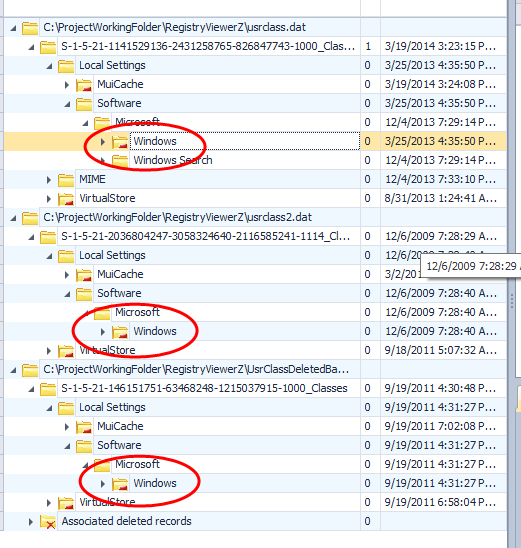 C:\ProjectWorkingFolder\RegistryViewerZ\usrclass.dat
S-1-5-21-1141529136-2431258765-826847743-1000_Clas... 1 3/19/2014 3:23:15 P...
Local Settings 0 3/25/2013 4:35:50 P...
MuiCache 0 3/19/2014 3:24:08 P...
Software 0 3/25/2013 4:35:50 P...
Microsoft 0 12/4/2013 7:29:14 P...
Windows 0 3/25/2013 4:35:50 P...
Windows Search 0 12/4/2013 7:29:14 P...
MIME 0 12/4/2013 7:33:10 P...
VirtualStore 0 8/31/2013 1:24:41 A...
C:\ProjectWorkingFolder\RegistryViewerZ\usrclass2.dat
S-1-5-21-2036804247-3058324640-2116585241-1114_Cl... 0 12/6/2009 7:28:29 A...
Local Settings 0 12/6/2009
MuiCache 0 3/2/2
12/6/2009 7:28:29
Software 0 12/6/2009 7:28:40 A...
Microsoft 0 12/6/2009 7:28:40 A...
Windows 0 12/6/2009 7:28:40 A...
VirtualStore 0 9/18/2011 5:07:32 A...
C:\ProjectWorkingFolder\RegistryViewerZ\UsrClassDeletedBa...
S-1-5-21-146151751-63468248-1215037915-1000_Classes 0 9/19/2011 4:30:48 P...
Local Settings 0 9/19/2011 4:31:27 P...
MuiCache 0 9/19/2011 7:02:08 P...
Software 0 9/19/2011 4:31:27 P...
Microsoft 0 9/19/2011 4:31:27 P...
Windows 0 9/19/2011 4:31:27 P...
VirtualStore 0 9/19/2011 6:58:04 P...
Associated deleted records 0